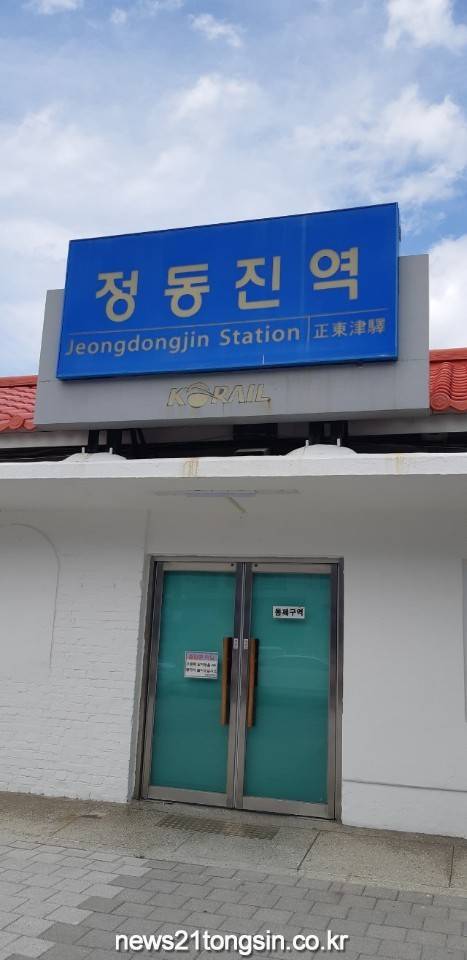 정동진역
Jeongdongjin Station 正東津驛
KORAIL
통제구역
news21tongsin.co.kr